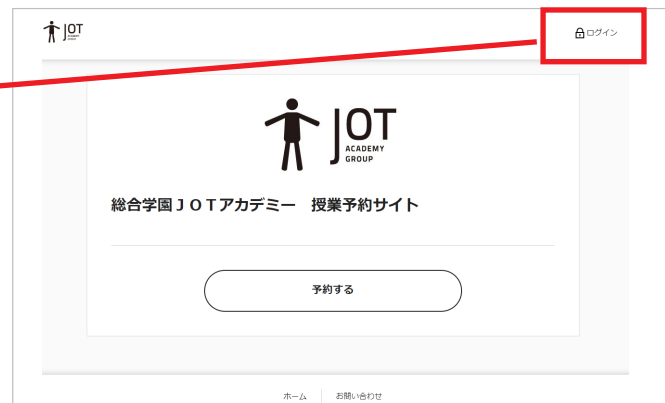 JOT
ACADEMY
GROUP
ログイン
JOT
ACADEMY
GROUP
総合学園ＪＯＴアカデミー　授業予約サイト
予約する
ホーム
お問い合わせ